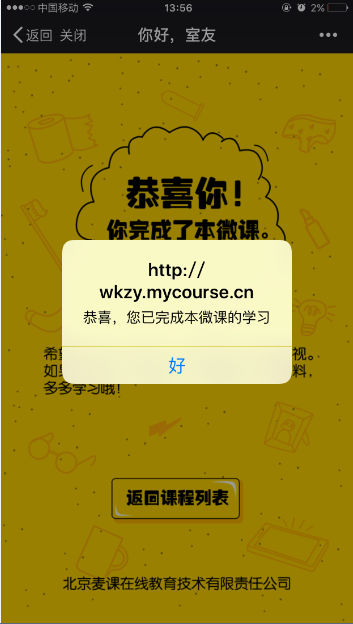 中国移动 13:56 2%
返回 关闭 你好，室友
恭喜你！
你完成了本微课。
http://
wkzy.mycourse.cn
恭喜，您已完成本微课的学习
好
希 视。
如 料，
多多学习哦！
返回课程列表
北京麦课在线教育技术有限责任公司